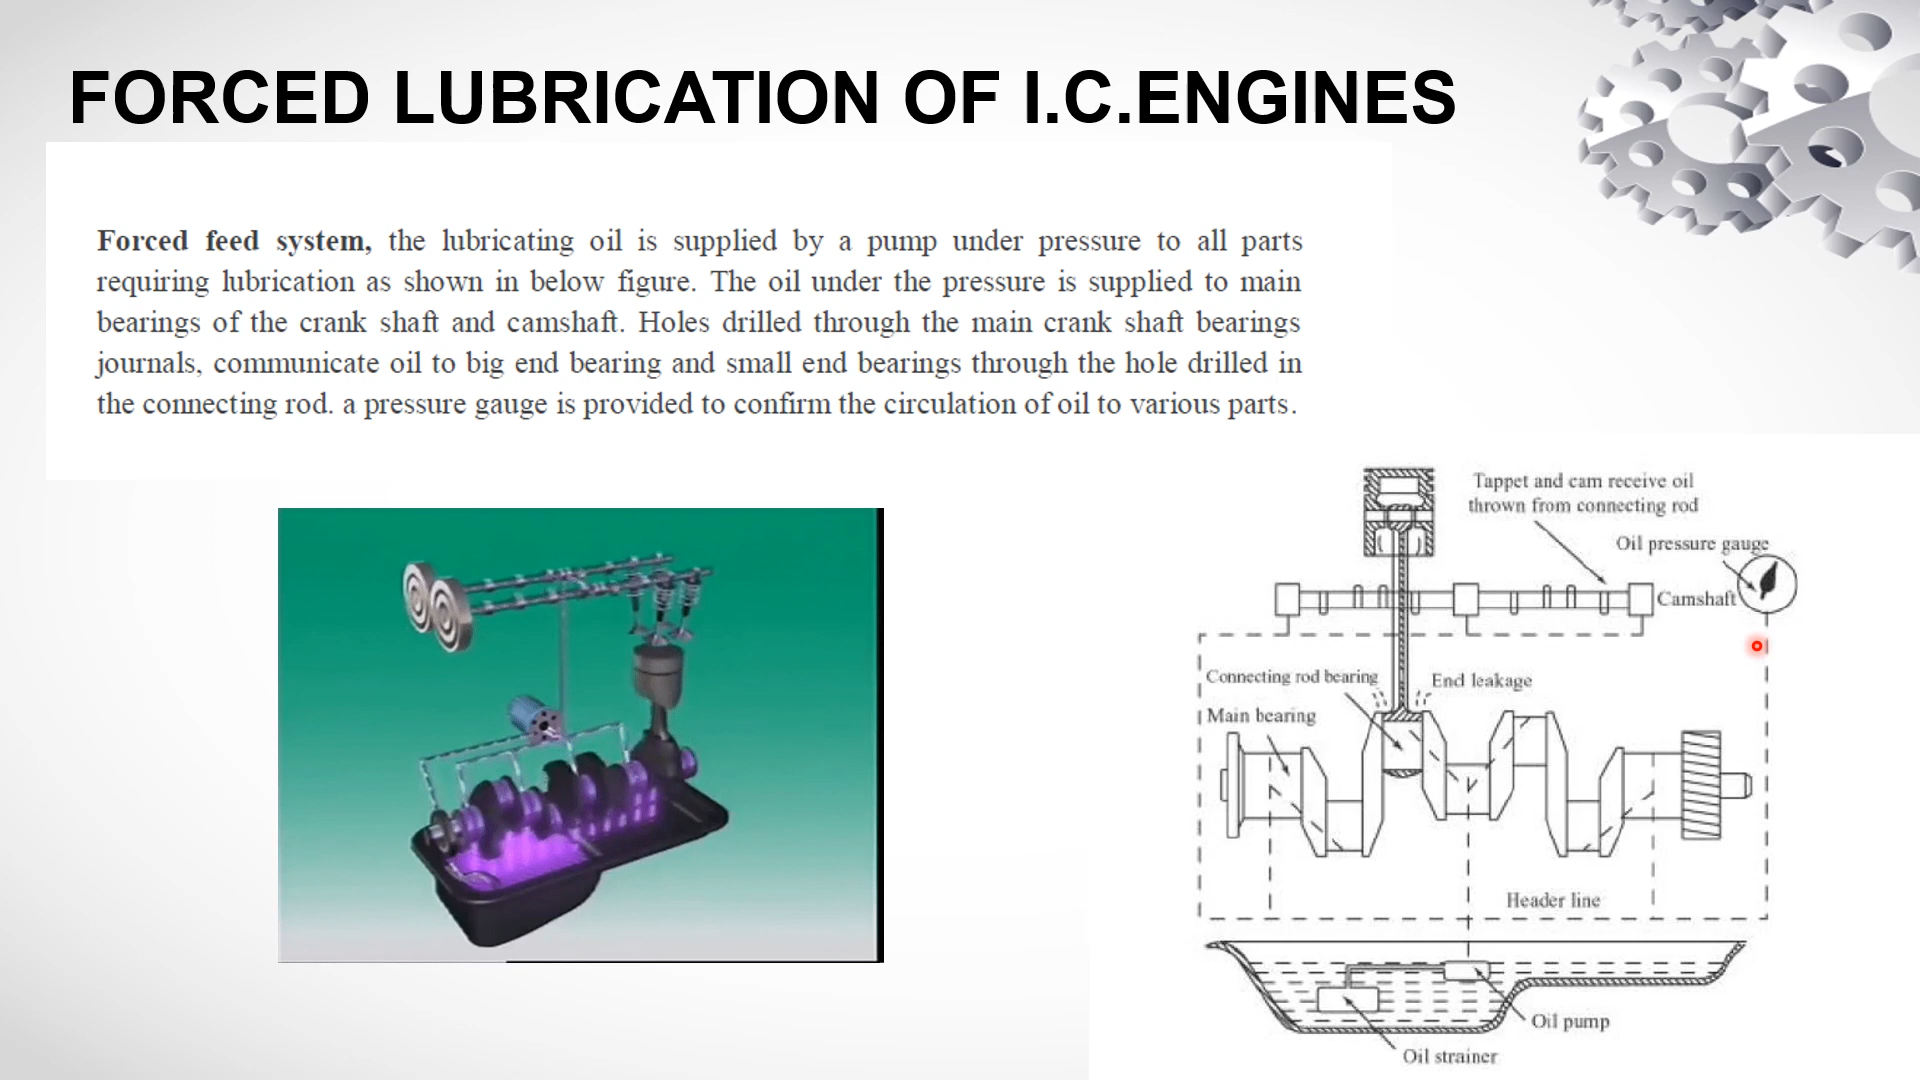 FORCED LUBRICATION OF I.C.ENGINES
Forced feed system, the lubricating oil is supplied by a pump under pressure to all parts
requiring lubrication as shown in below figure. The oil under the pressure is supplied to main
bearings of the crank shaft and camshaft. Holes drilled through the main crank shaft bearings
journals, communicate oil to big end bearing and small end bearings through the hole drilled in
the connecting rod. a pressure gauge is provided to confirm the circulation of oil to various parts.
Tappet and cam receive oil
thrown from connecting rod
Oil pressure gauge
Camshaft
Connecting rod bearing
End leakage
Main bearing
Header line
Oil pump
Oil strainer